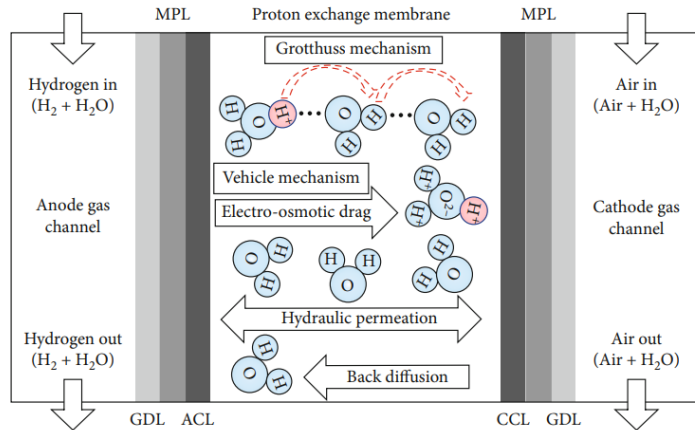 MPL
Proton exchange membrane
MPL
Grotthuss mechanism
Hydrogen in
(H₂ + H₂O)
Air in
(Air + H₂O)
H
H
O
H⁺
O
H
H
O
H
H
Vehicle mechanism
Electro-osmotic drag
H⁺
O²⁻
H⁺
H⁺
Anode gas
channel
Cathode gas
channel
H
O
H
H
H
O
H
O
H
Hydraulic permeation
Hydrogen out
(H₂ + H₂O)
Air out
(Air + H₂O)
H
O
H
Back diffusion
GDL
ACL
CCL
GDL